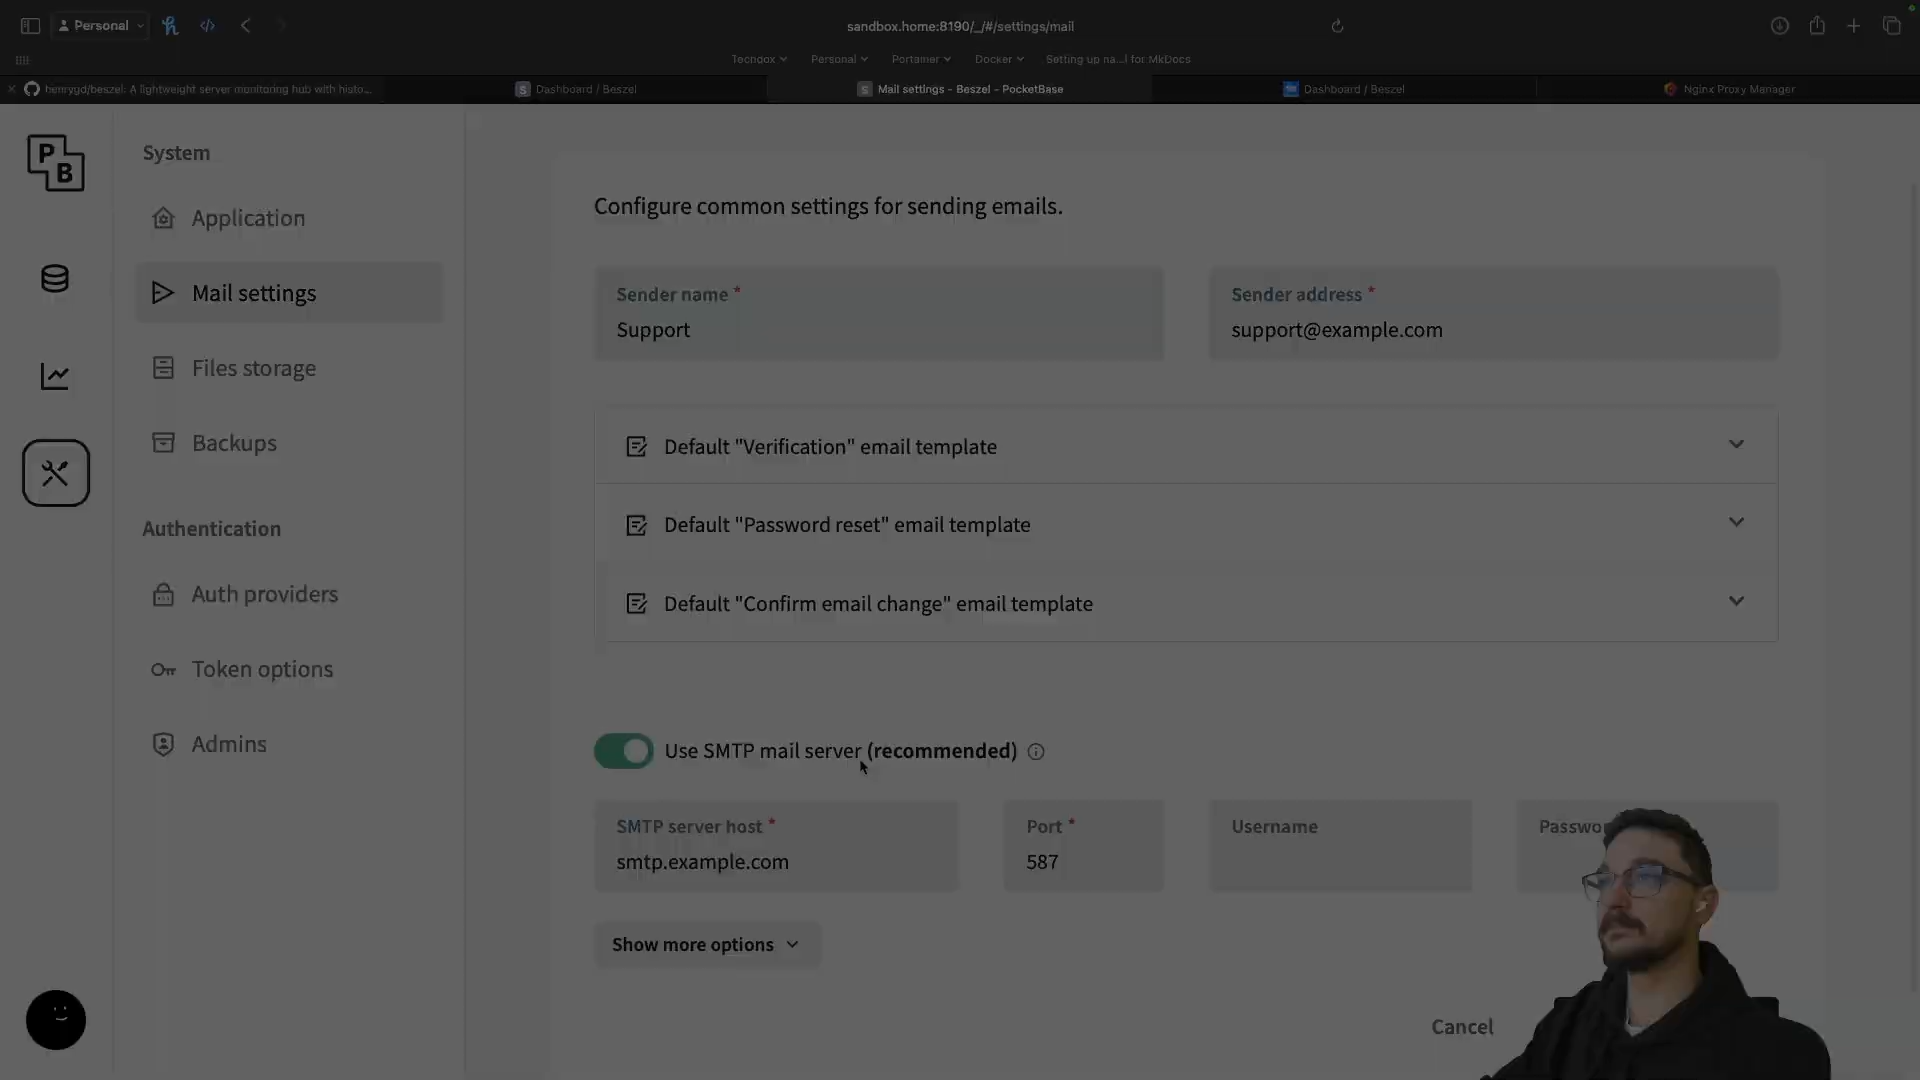 Personal
sandbox.home:8190/_/#/settings/mail
Techdox
Personal
Portainer
Docker
Setting up na...l for MkDocs
henrygd/beszel: A lightweight server monitoring hub with histo...
Dashboard / Beszel
Mail settings - Beszel - PocketBase
Dashboard / Beszel
Nginx Proxy Manager
P
B
System
Application
Mail settings
Files storage
Backups
Authentication
Auth providers
Token options
Admins
Configure common settings for sending emails.
Sender name *
Support
Sender address *
support@example.com
Default "Verification" email template
Default "Password reset" email template
Default "Confirm email change" email template
Use SMTP mail server (recommended)
SMTP server host *
smtp.example.com
Port *
587
Username
Show more options
Cancel